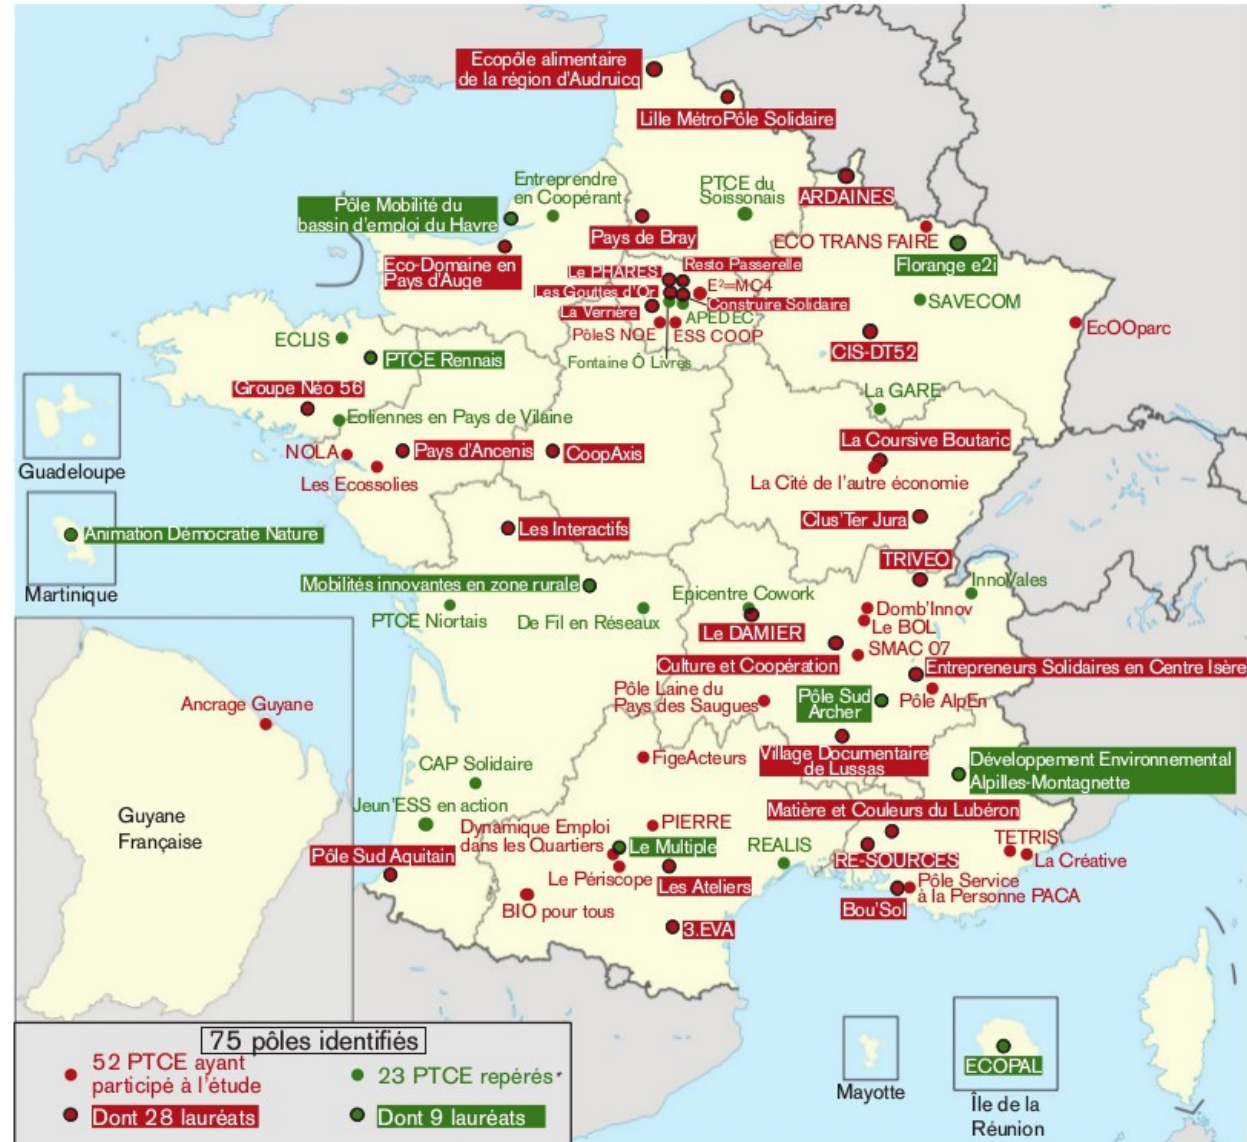 Ecopôle alimentaire
de la région d'Audruicq
Lille MétroPôle Solidaire
Entreprendre
en Coopérant
PTCE du
Soissonais
ARDAINES
Pôle Mobilité du
bassin d'emploi du Havre
Pays de Bray
ECO TRANS FAIRE
Florange e2i
Eco-Domaine en
Pays d'Auge
Le PHARES
Resto Passerelle
Les Gouttes d'Or
E²=MC4
Construire Solidaire
La Verrière
APEDEC
SAVECOM
PôleS NOE
ESS COOP
EcOOparc
ECLIS
PTCE Rennais
Fontaine Ô Livres
CIS-DT52
Groupe Néo 56
La GARE
Eoliennes en Pays de Vilaine
La Coursive Boutaric
NOLA
Pays d'Ancenis
CoopAxis
Guadeloupe
Les Ecossolies
La Cité de l'autre économie
Clus'Ter Jura
Les Interactifs
Animation Démocratie Nature
TRIVEO
Martinique
Mobilités innovantes en zone rurale
InnoVales
PTCE Niortais
De Fil en Réseaux
Epicentre Cowork
Domb'Innov
Le DAMIER
Le BOL
SMAC 07
Culture et Coopération
Entrepreneurs Solidaires en Centre Isère
Pôle Laine du
Pays des Saugues
Pôle Sud
Archer
Pôle AlpEn
Ancrage Guyane
Village Documentaire
de Lussas
FigeActeurs
Développement Environmental
Alpilles-Montagnette
CAP Solidaire
Jeun'ESS en action
Matière et Couleurs du Lubéron
Guyane
Française
Dynamique Emploi
dans les Quartiers
PIERRE
Le Multiple
REALIS
TETRIS
La Créative
Pôle Sud Aquitain
RE-SOURCES
Le Périscope
Les Ateliers
Pôle Service
à la Personne PACA
BIO pour tous
Bou'Sol
3.EVA
75 pôles identifiés
52 PTCE ayant
participé à l'étude
23 PTCE repérés*
Dont 28 lauréats
Dont 9 lauréats
Mayotte
ECOPAL
Île de la
Réunion